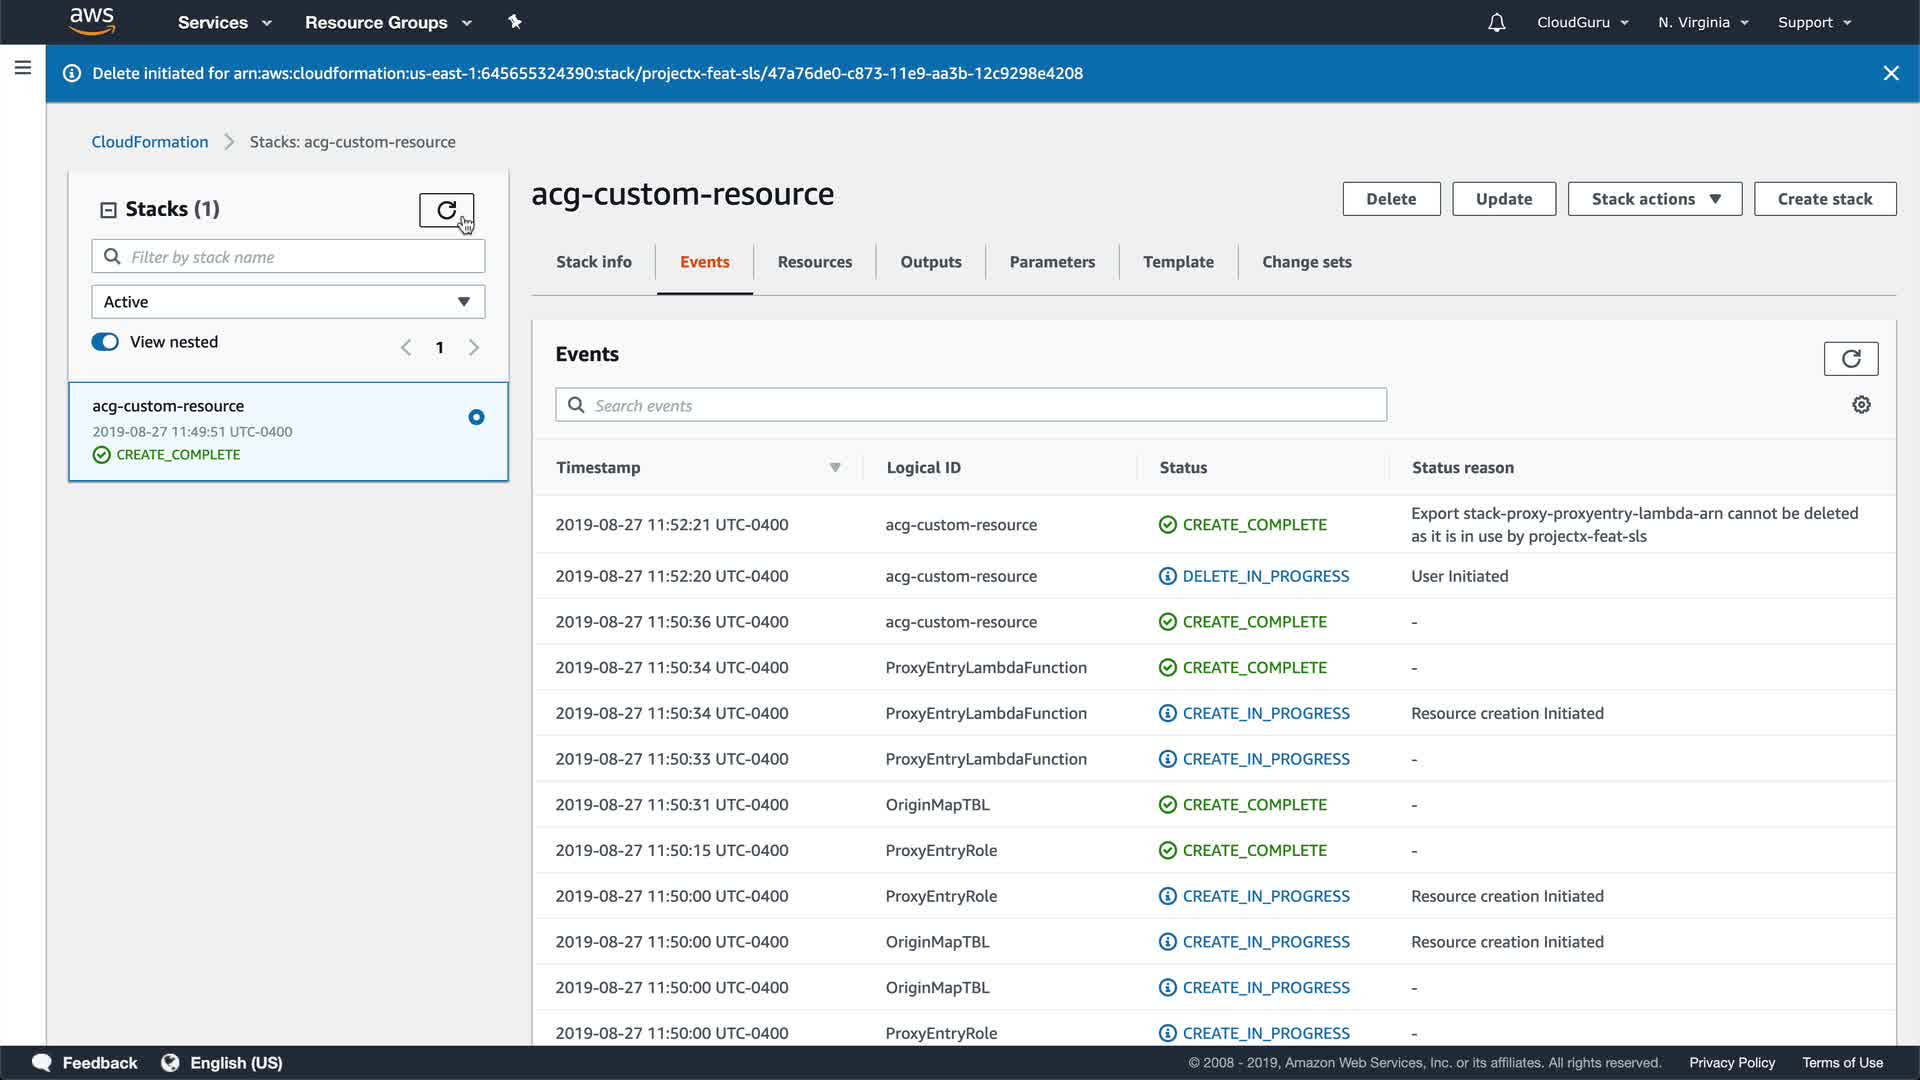 aws
Services
Resource Groups
CloudGuru
N. Virginia
Support
Delete initiated for arn:aws:cloudformation:us-east-1:645655324390:stack/projectx-feat-sls/47a76de0-c873-11e9-aa3b-12c9298e4208
CloudFormation
Stacks: acg-custom-resource
Stacks (1)
Filter by stack name
Active
View nested
1
acg-custom-resource
2019-08-27 11:49:51 UTC-0400
CREATE_COMPLETE
acg-custom-resource
Delete
Update
Stack actions
Create stack
Stack info
Events
Resources
Outputs
Parameters
Template
Change sets
Events
Search events
Timestamp Logical ID Status Status reason
2019-08-27 11:52:21 UTC-0400 acg-custom-resource CREATE_COMPLETE Export stack-proxy-proxyentry-lambda-arn cannot be deleted
as it is in use by projectx-feat-sls
2019-08-27 11:52:20 UTC-0400 acg-custom-resource DELETE_IN_PROGRESS User Initiated
2019-08-27 11:50:36 UTC-0400 acg-custom-resource CREATE_COMPLETE -
2019-08-27 11:50:34 UTC-0400 ProxyEntryLambdaFunction CREATE_COMPLETE -
2019-08-27 11:50:34 UTC-0400 ProxyEntryLambdaFunction CREATE_IN_PROGRESS Resource creation Initiated
2019-08-27 11:50:33 UTC-0400 ProxyEntryLambdaFunction CREATE_IN_PROGRESS -
2019-08-27 11:50:31 UTC-0400 OriginMapTBL CREATE_COMPLETE -
2019-08-27 11:50:15 UTC-0400 ProxyEntryRole CREATE_COMPLETE -
2019-08-27 11:50:00 UTC-0400 ProxyEntryRole CREATE_IN_PROGRESS Resource creation Initiated
2019-08-27 11:50:00 UTC-0400 OriginMapTBL CREATE_IN_PROGRESS Resource creation Initiated
2019-08-27 11:50:00 UTC-0400 OriginMapTBL CREATE_IN_PROGRESS -
2019-08-27 11:50:00 UTC-0400 ProxyEntryRole CREATE_IN_PROGRESS -
Feedback
English (US)
© 2008 - 2019, Amazon Web Services, Inc. or its affiliates. All rights reserved.
Privacy Policy
Terms of Use